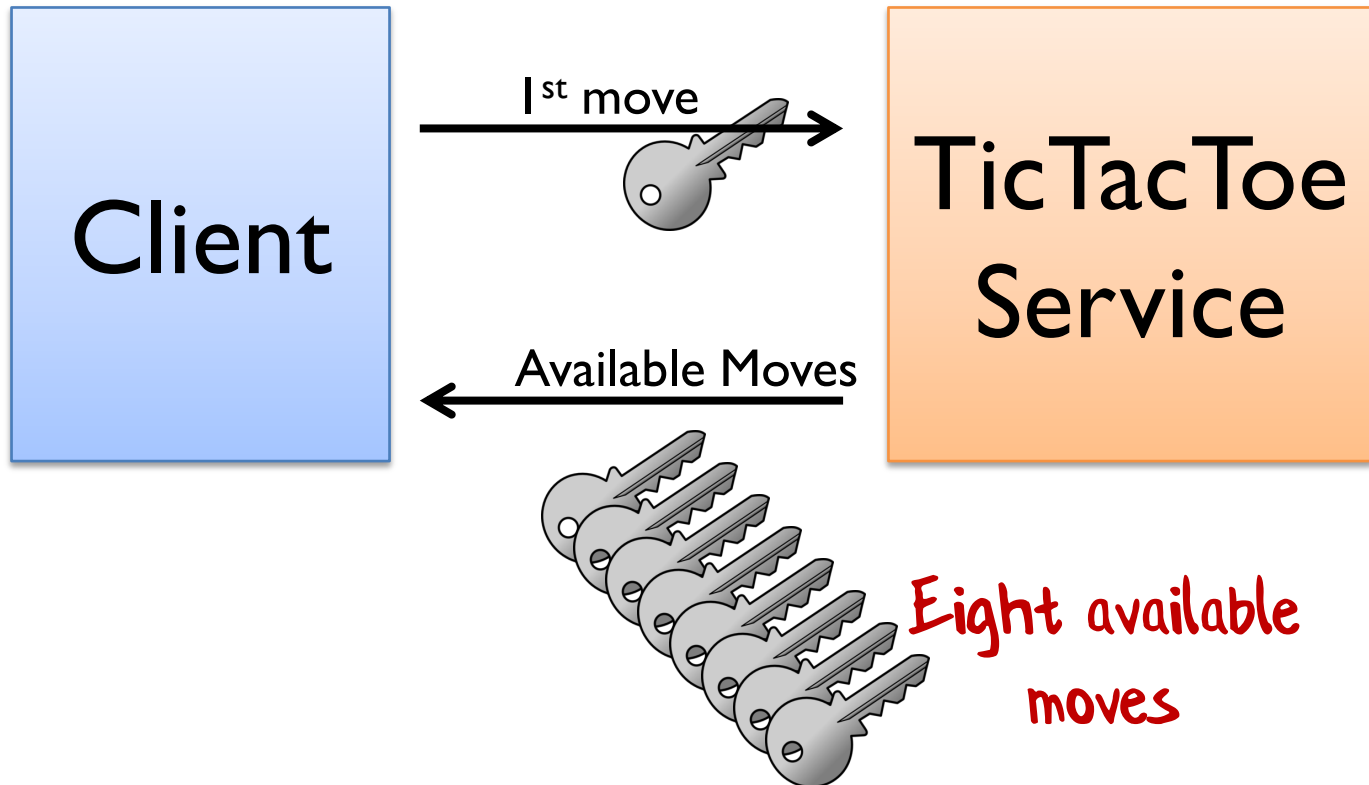 Client
1st move
TicTacToe
Service
Available Moves
Eight available
moves